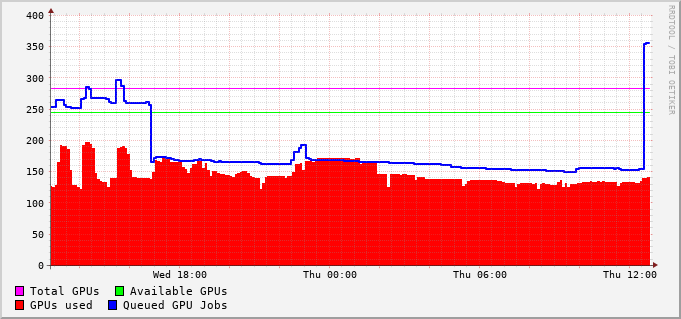 400
350
300
250
200
150
100
50
0
Wed 18:00 Thu 00:00 Thu 06:00 Thu 12:00
Total GPUs Available GPUs
GPUs used Queued GPU Jobs
RRDTOOL / TOBI OETIKER